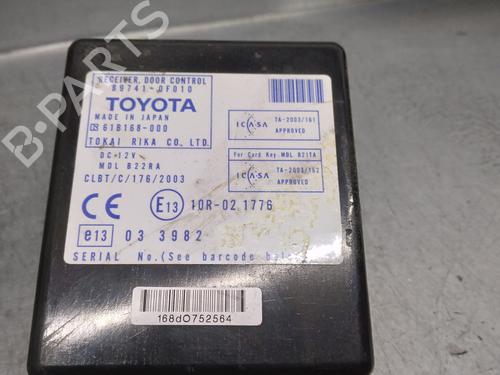 RECEIVER, DOOR CONTROL
89741-0F010
TOYOTA
MADE IN JAPAN
61B168-000
TOKAI RIKA CO., LTD.
DC-12V
MDL B22RA
CLBT/C/176/2003
ICASA
TA-2003/161
APPROVED
For Card Key:MDL B21TA
ICASA
TA-2003/162
APPROVED
CE
E13
10R-02.1776
e13
03 3982
SERIAL No.(See barcode below
168d0752564
B-PARTS